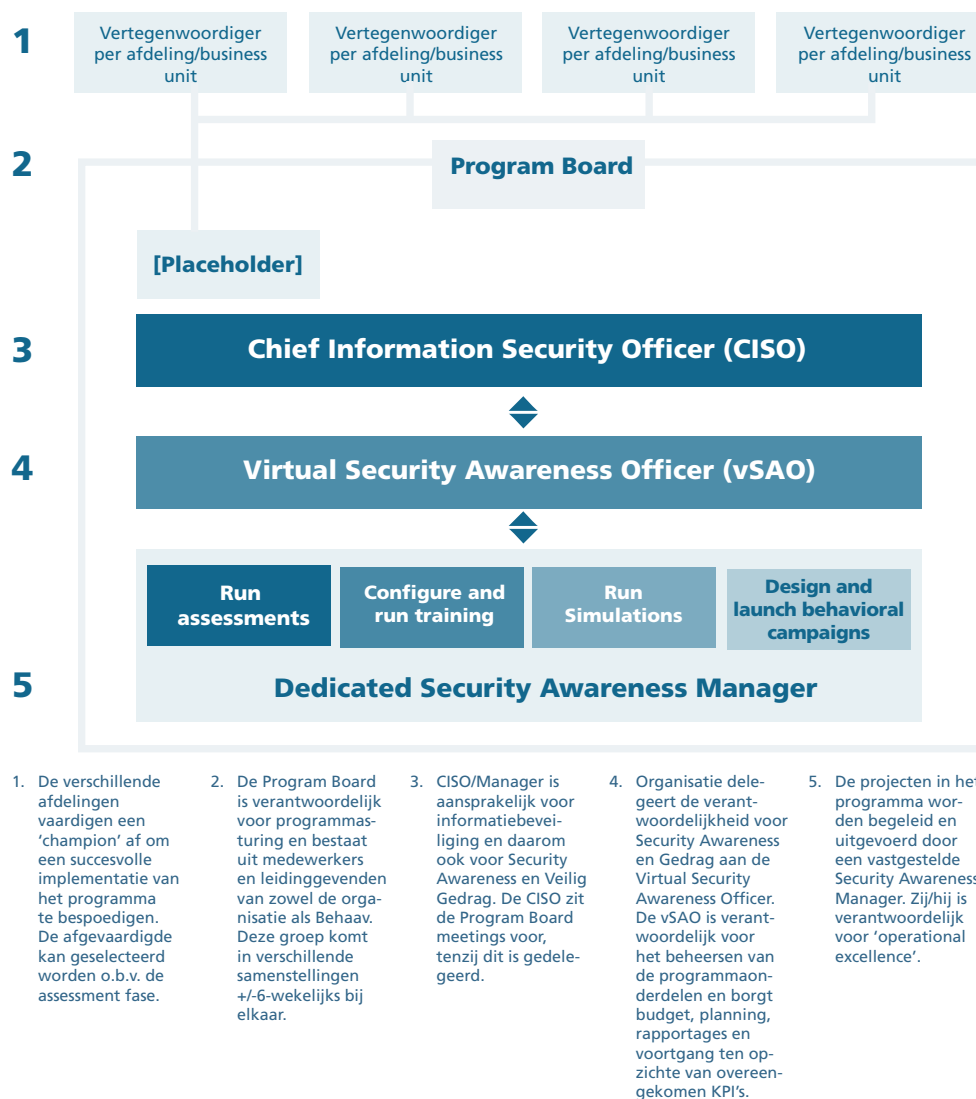 1
Vertegenwoordiger
per afdeling/business
unit
Vertegenwoordiger
per afdeling/business
unit
Vertegenwoordiger
per afdeling/business
unit
Vertegenwoordiger
per afdeling/business
unit
2
Program Board
[Placeholder]
3
Chief Information Security Officer (CISO)
4
Virtual Security Awareness Officer (vSAO)
Run
assessments
Configure and
run training
Run
Simulations
Design and
launch behavioral
campaigns
5
Dedicated Security Awareness Manager
1. De verschillende
afdelingen
vaardigen een
‘champion’ af om
een succesvolle
implementatie van
het programma
te bespoedigen.
De afgevaardigde
kan geselecteerd
worden o.b.v. de
assessment fase.
2. De Program Board
is verantwoordelijk
voor programmas-
turing en bestaat
uit medewerkers
en leidinggevenden
van zowel de orga-
nisatie als Behaav.
Deze groep komt
in verschillende
samenstellingen
+/-6-wekelijks bij
elkaar.
3. CISO/Manager is
aansprakelijk voor
informatiebevei-
liging en daarom
ook voor Security
Awareness en Veilig
Gedrag. De CISO zit
de Program Board
meetings voor,
tenzij dit is gedele-
geerd.
4. Organisatie dele-
geert de verant-
woordelijkheid voor
Security Awareness
en Gedrag aan de
Virtual Security
Awareness Officer.
De vSAO is verant-
woordelijk voor
het beheersen van
de programmaon-
derdelen en borgt
budget, planning,
rapportages en
voortgang ten op-
zichte van overeen-
gekomen KPI's.
5. De projecten in het
programma wor-
den begeleid en
uitgevoerd door
een vastgestelde
Security Awareness
Manager. Zij/hij is
verantwoordelijk
voor ‘operational
excellence’.